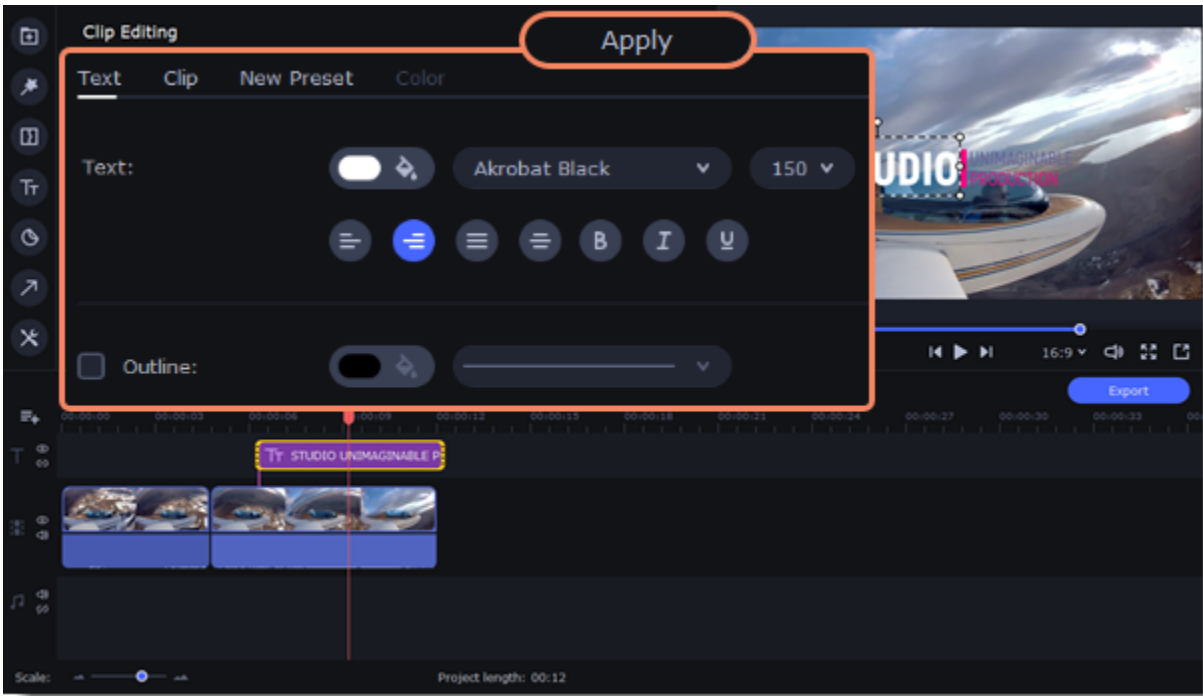 Clip Editing
Apply
Text Clip New Preset Color
Text: Akrobat Black 150
B I U
Outline:
UDIO UNIMAGINABLE
PRODUCTION
16:9
Export
00:00:00 00:00:03 00:00:06 00:00:09 00:00:12 00:00:15 00:00:18 00:00:21 00:00:24 00:00:27 00:00:30 00:00:33 00
Tт STUDIO UNIMAGINABLE P
Scale: Project length: 00:12